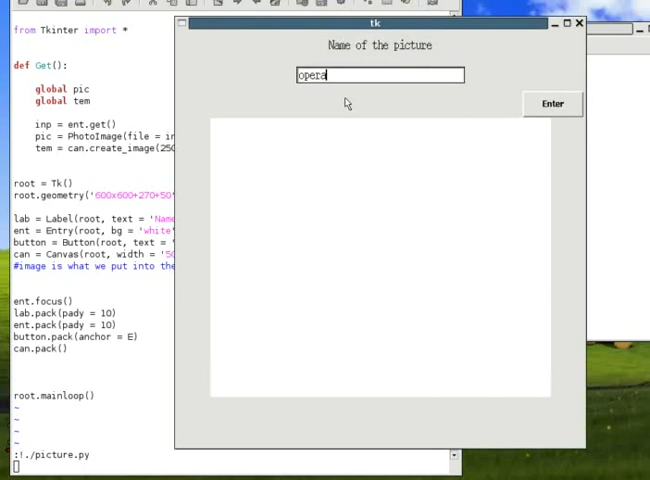 tk
Name of the picture
opera
Enter
from Tkinter import *
def Get():
global pic
global tem
inp = ent.get()
pic = PhotoImage(file = in
tem = can.create_image(250
root = Tk()
root.geometry('600x600+270+50'
lab = Label(root, text = 'Name
ent = Entry(root, bg = 'white'
button = Button(root, text = '
can = Canvas(root, width = '50
#image is what we put into the
ent.focus()
lab.pack(pady = 10)
ent.pack(pady = 10)
button.pack(anchor = E)
can.pack()
root.mainloop()
~
~
~
~
:!./picture.py